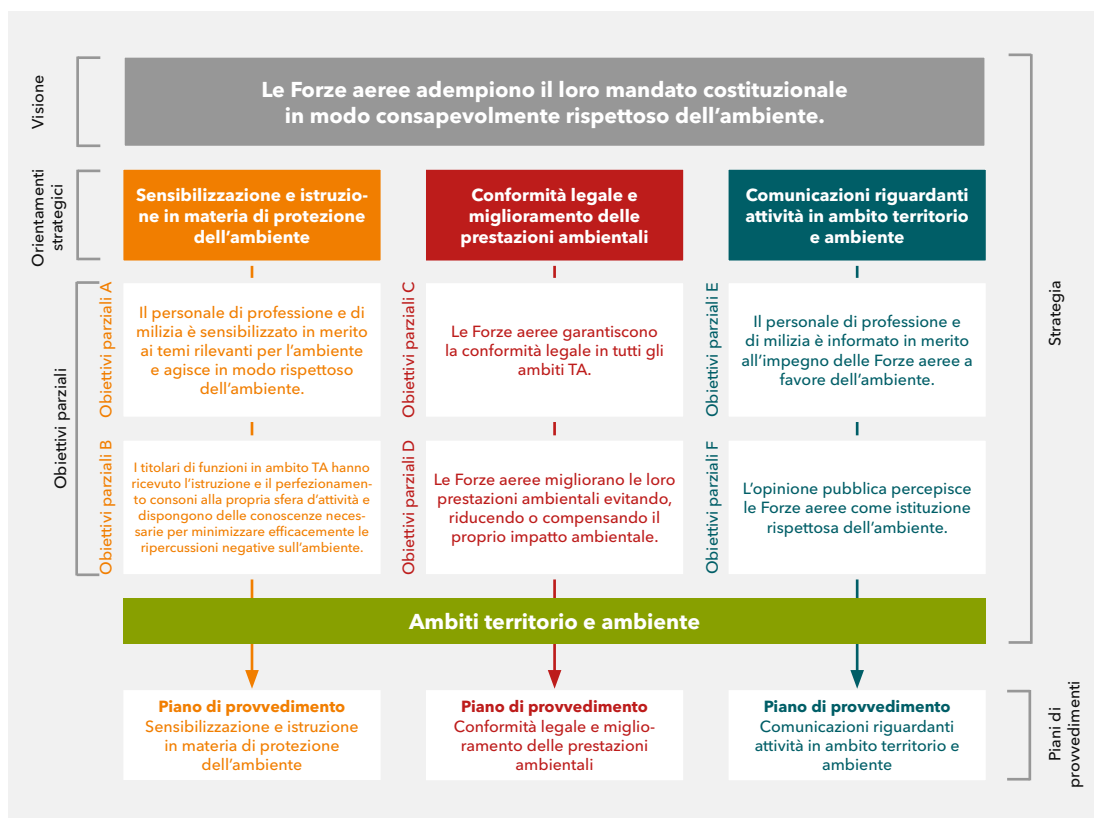 Visione
Le Forze aeree adempiono il loro mandato costituzionale
in modo consapevolmente rispettoso dell'ambiente.
Orientamenti
strategici
Sensibilizzazione e istruzio-
ne in materia di protezione
dell'ambiente
Conformità legale e
miglioramento delle
prestazioni ambientali
Comunicazioni riguardanti
attività in ambito territorio
e ambiente
Strategia
Obiettivi parziali
Obiettivi parziali A
Il personale di professione e di
milizia è sensibilizzato in merito
ai temi rilevanti per l'ambiente
e agisce in modo rispettoso
dell'ambiente.
Obiettivi parziali C
Le Forze aeree garantiscono
la conformità legale in tutti gli
ambiti TA.
Obiettivi parziali E
Il personale di professione e
di milizia è informato in merito
all'impegno delle Forze aeree a
favore dell'ambiente.
Obiettivi parziali B
I titolari di funzioni in ambito TA hanno
ricevuto l'istruzione e il perfezionamen-
to consoni alla propria sfera d'attività e
dispongono delle conoscenze neces-
sarie per minimizzare efficacemente le
ripercussioni negative sull'ambiente.
Obiettivi parziali D
Le Forze aeree migliorano le loro
prestazioni ambientali evitando,
riducendo o compensando il
proprio impatto ambientale.
Obiettivi parziali F
L'opinione pubblica percepisce
le Forze aeree come istituzione
rispettosa dell'ambiente.
Ambiti territorio e ambiente
Piano di provvedimento
Sensibilizzazione e istruzione
in materia di protezione
dell'ambiente
Piano di provvedimento
Conformità legale e miglio-
ramento delle prestazioni
ambientali
Piano di provvedimento
Comunicazioni riguardanti
attività in ambito territorio e
ambiente
Piani di
provvedimenti